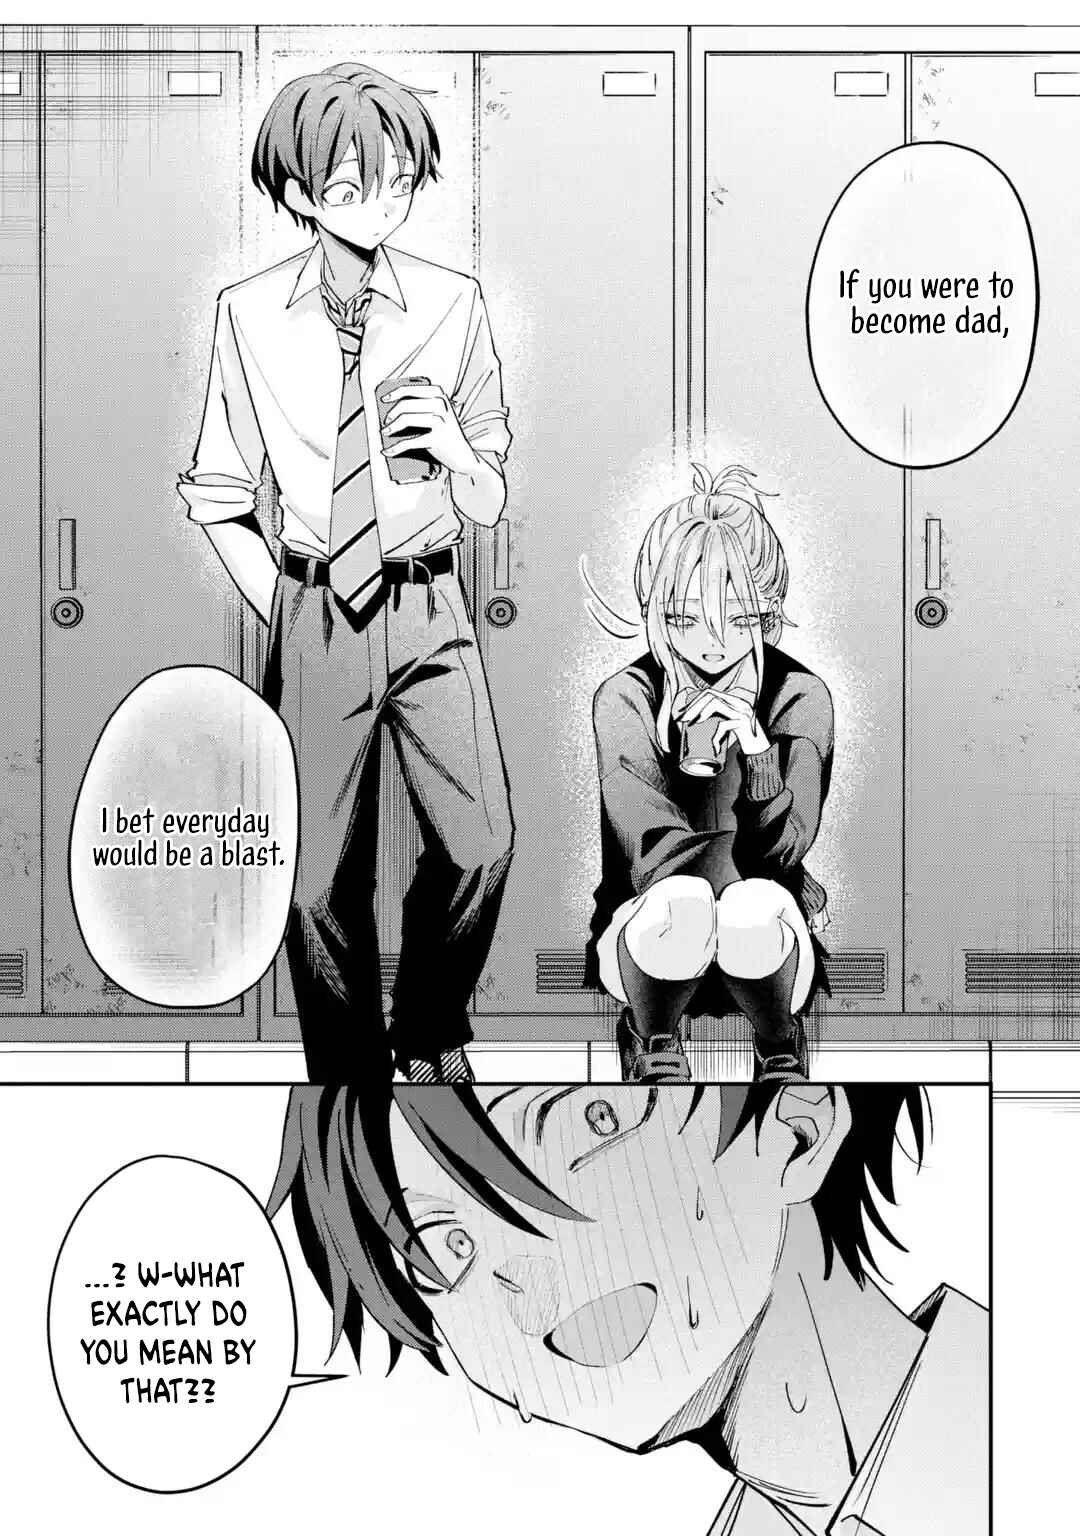 If you were to
become dad,
I bet everyday
would be a blast.
...? W-WHAT
EXACTLY DO
YOU MEAN BY
THAT??